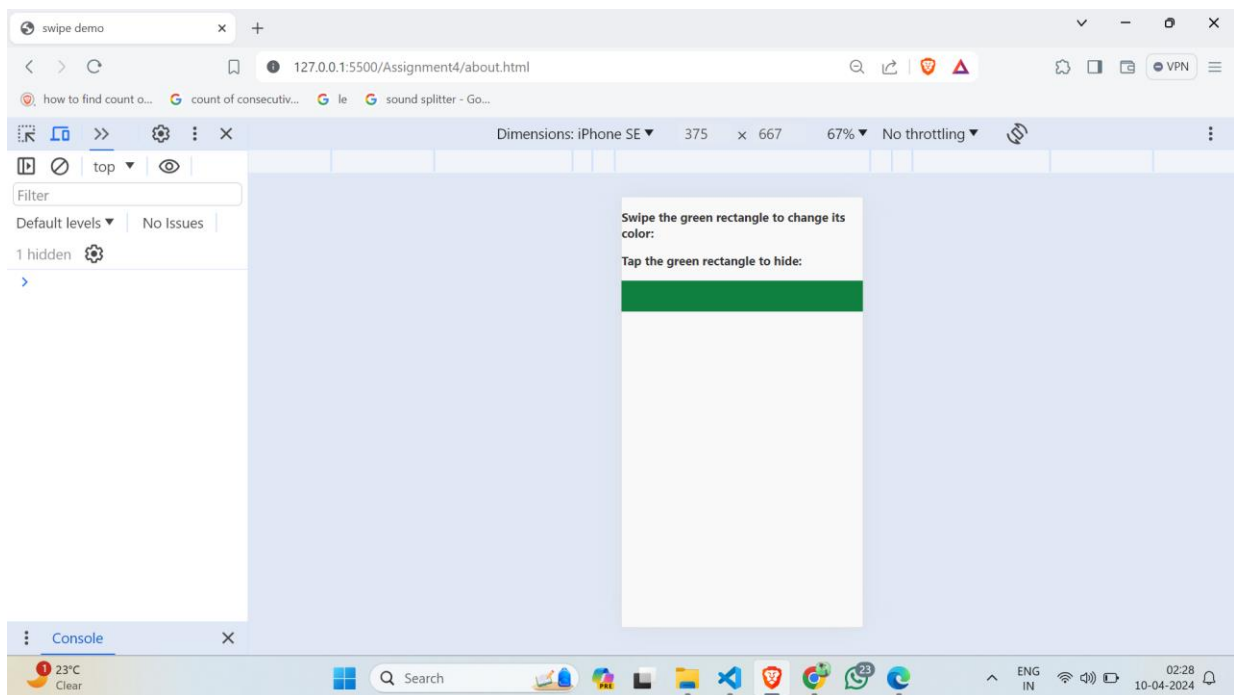 swipe demo
127.0.0.1:5500/Assignment4/about.html
VPN
how to find count o... count of consecutiv... le sound splitter - Go...
Dimensions: iPhone SE 375 × 667 67% No throttling
top
Filter
Default levels No Issues
1 hidden
Swipe the green rectangle to change its
color:
Tap the green rectangle to hide:
Console
1
23°C
Clear
Search
PRE
23
ENG
IN
02:28
10-04-2024